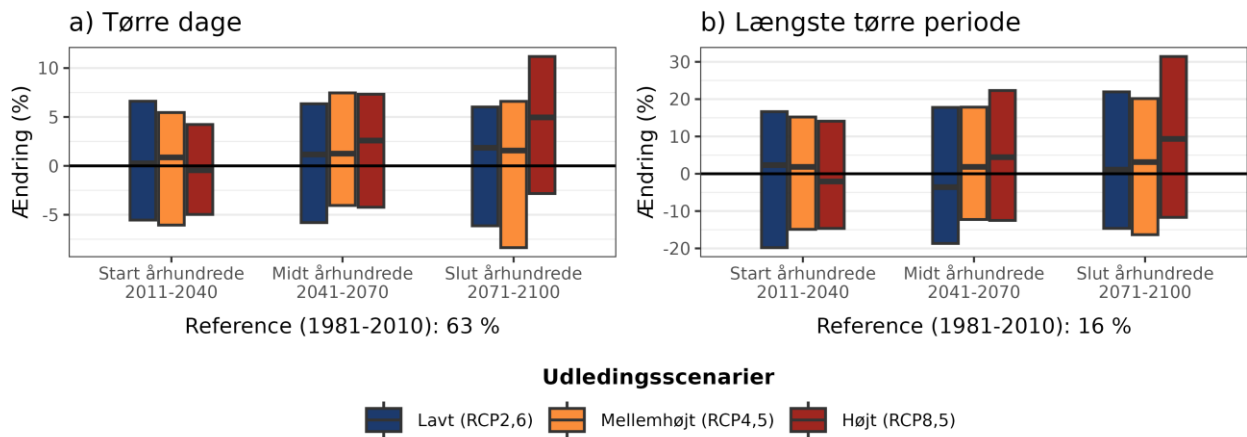 a) Tørre dage
Ændring (%)
10
5
0
-5
Start århundrede
2011-2040
Midt århundrede
2041-2070
Slut århundrede
2071-2100
Reference (1981-2010): 63 %
b) Længste tørre periode
Ændring (%)
30
20
10
0
-10
-20
Start århundrede
2011-2040
Midt århundrede
2041-2070
Slut århundrede
2071-2100
Reference (1981-2010): 16 %
Udledingsscenarier
Lavt (RCP2,6)
Mellemhøjt (RCP4,5)
Højt (RCP8,5)